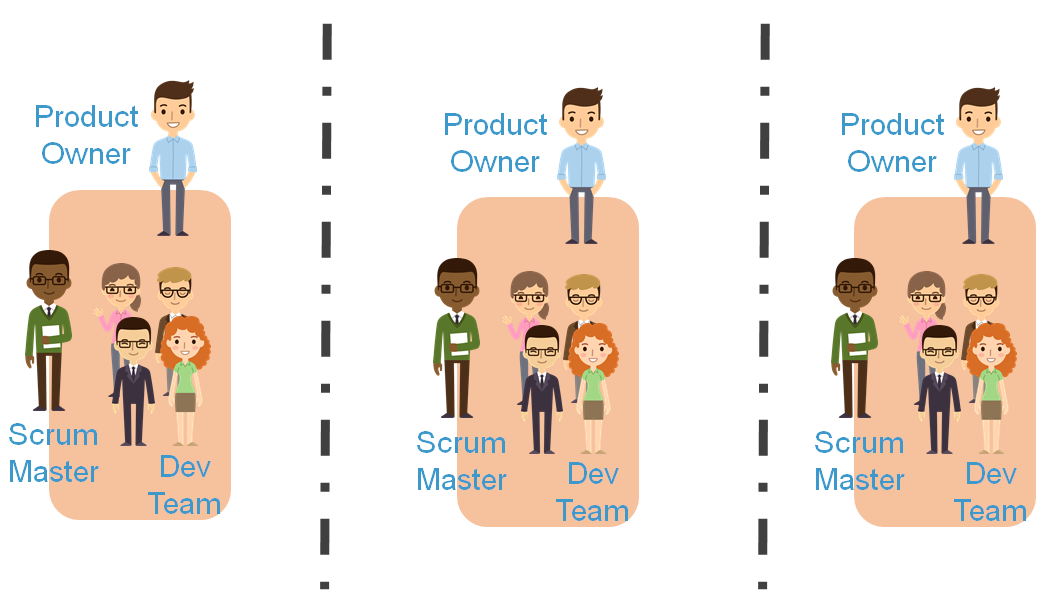 Product
Owner
Scrum
Master
Dev
Team
Product
Owner
Scrum
Master
Dev
Team
Product
Owner
Scrum
Master
Dev
Team